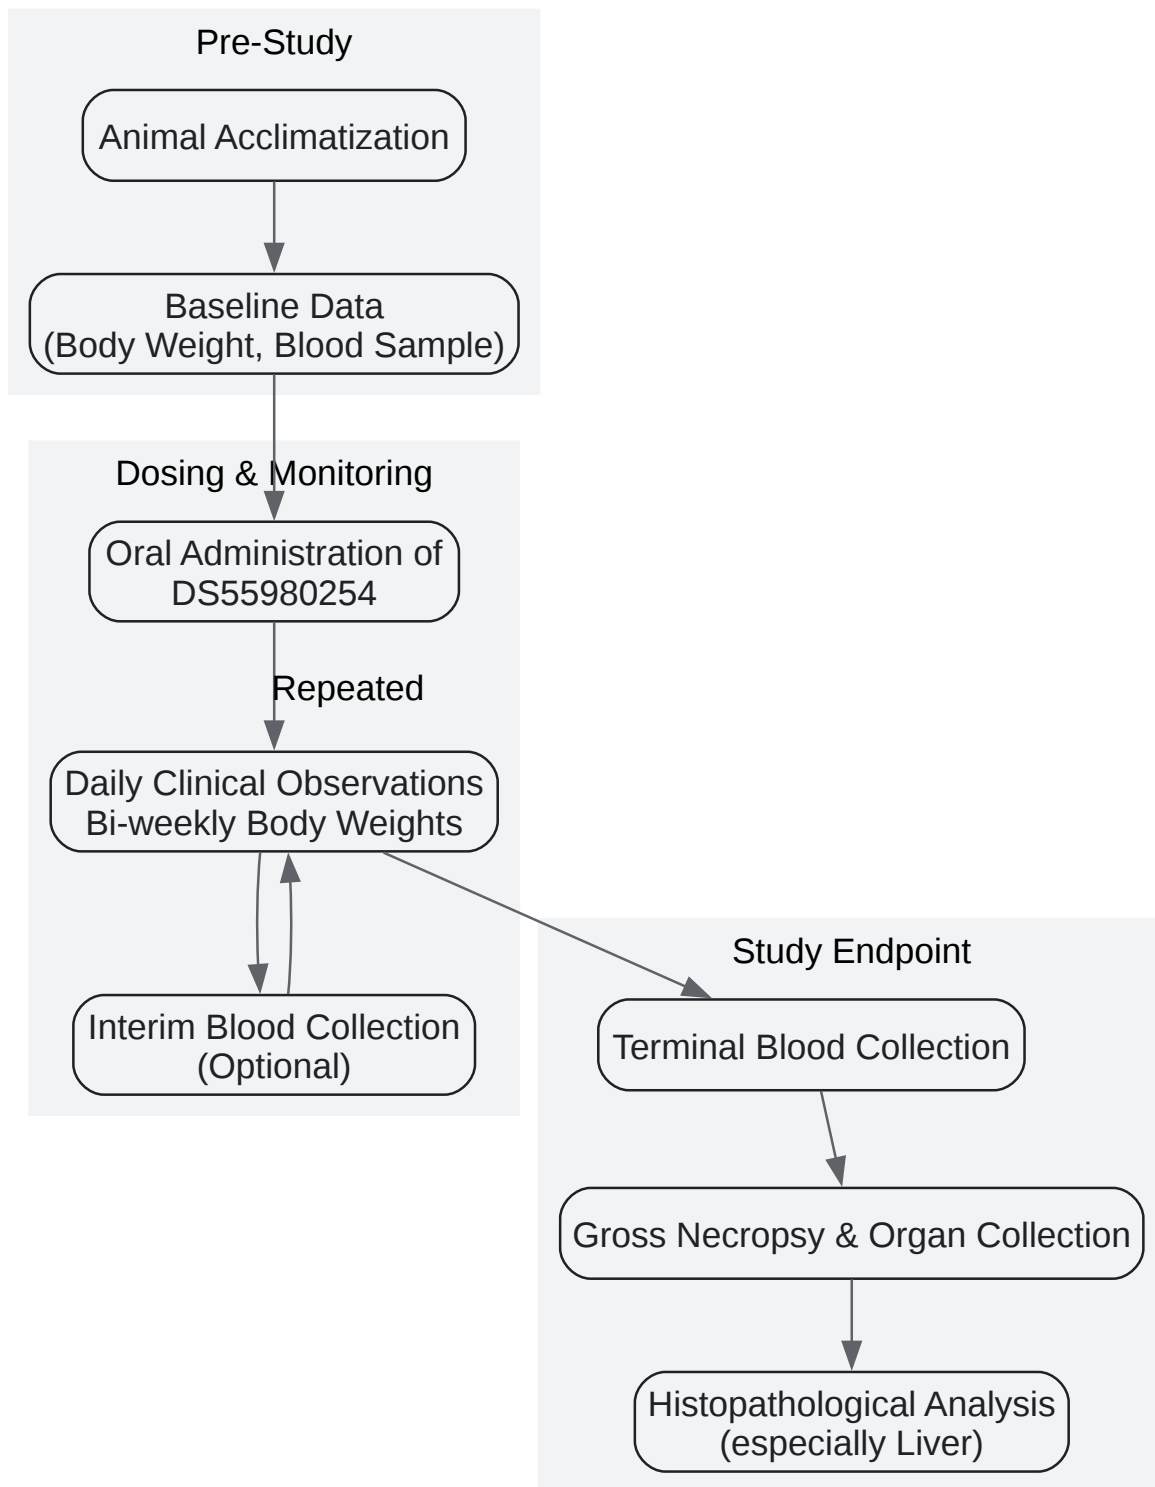 Pre-Study
Animal Acclimatization
Baseline Data
(Body Weight, Blood Sample)
Dosing & Monitoring
Oral Administration of
DS55980254
Repeated
Daily Clinical Observations
Bi-weekly Body Weights
Interim Blood Collection
(Optional)
Study Endpoint
Terminal Blood Collection
Gross Necropsy & Organ Collection
Histopathological Analysis
(especially Liver)